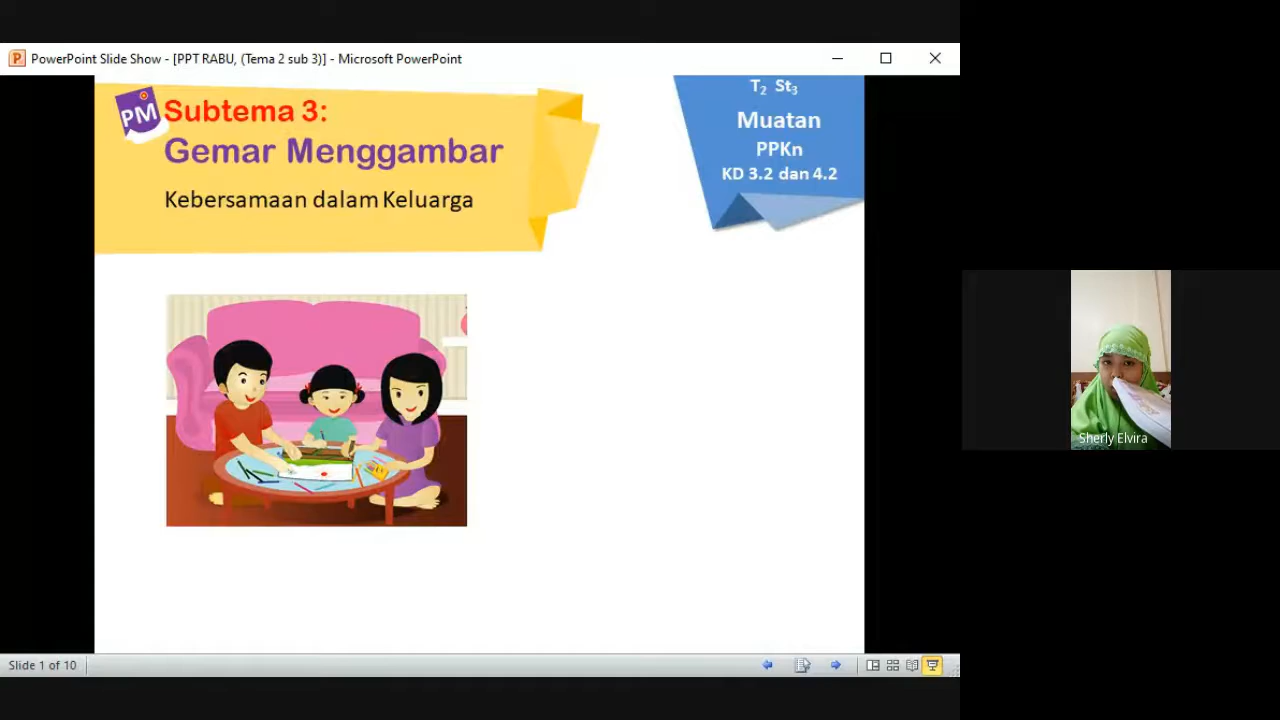 PowerPoint Slide Show - [PPT RABU, (Tema 2 sub 3)] - Microsoft PowerPoint
PM
Subtema 3:
Gemar Menggambar
Kebersamaan dalam Keluarga
T2 St3
Muatan
PPKn
KD 3.2 dan 4.2
Sherly Elvira
Slide 1 of 10